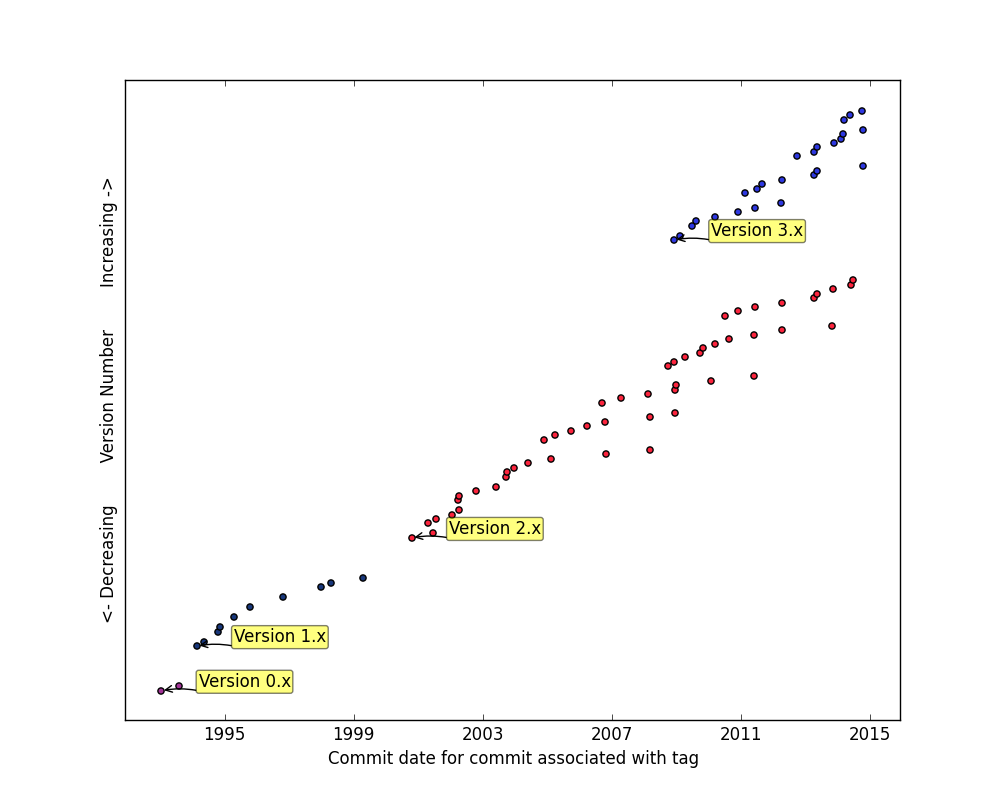 Increasing ->
Version Number
<- Decreasing
Version 3.x
Version 2.x
Version 1.x
Version 0.x
1995 1999 2003 2007 2011 2015
Commit date for commit associated with tag